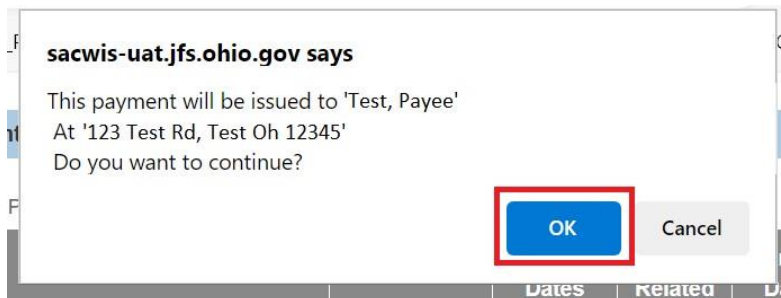 sacwis-uat.jfs.ohio.gov says
This payment will be issued to 'Test, Payee'
At '123 Test Rd, Test Oh 12345'
Do you want to continue?
OK Cancel
Dates Related